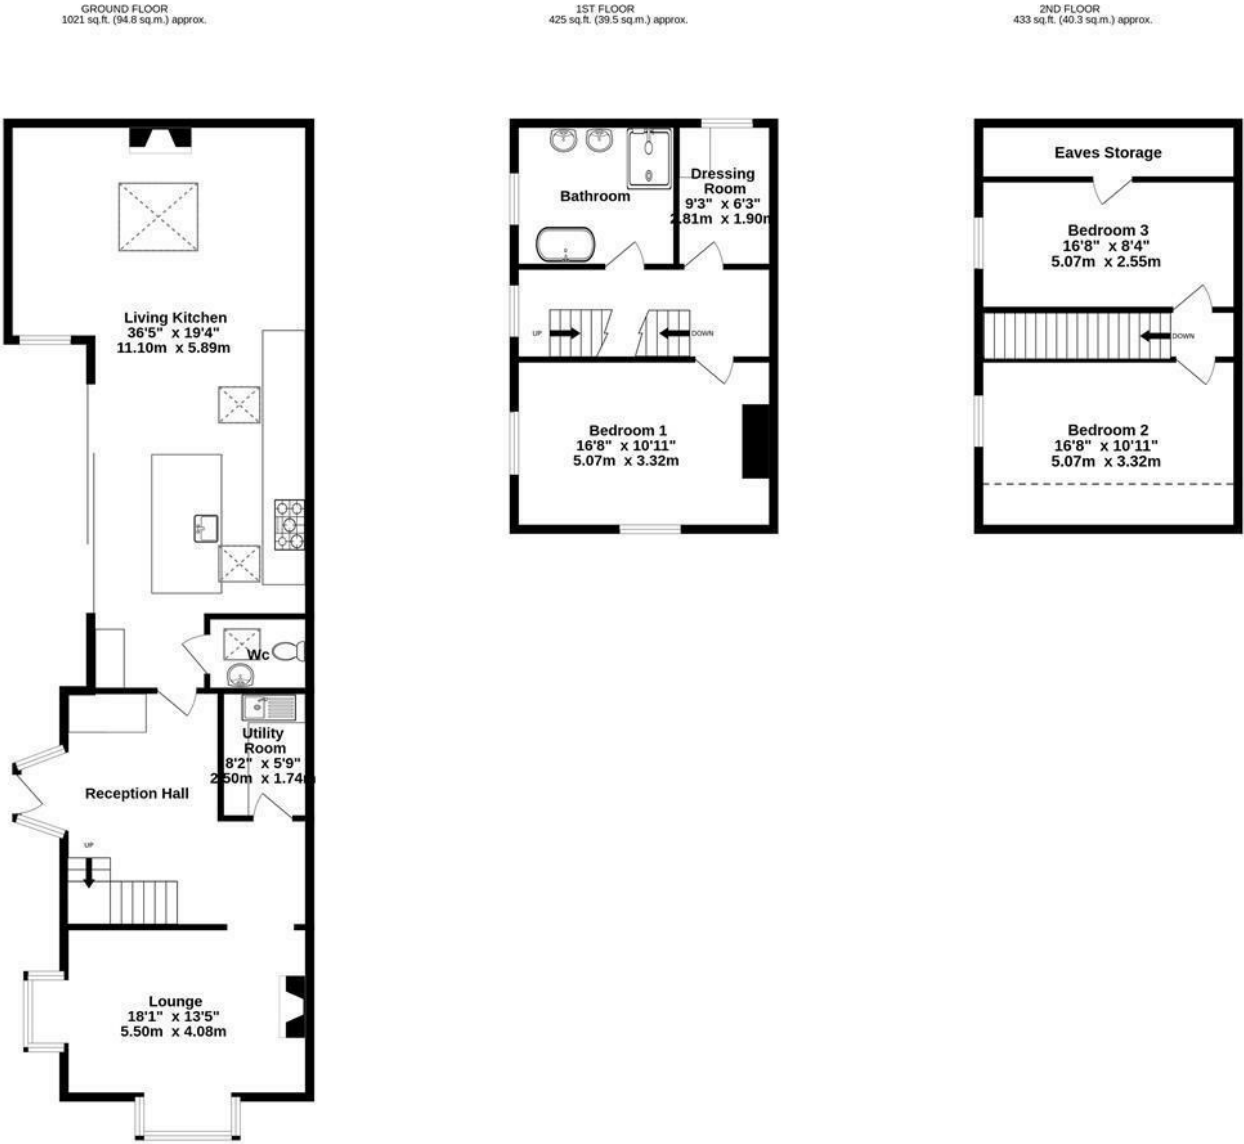 GROUND FLOOR
1021 sq.ft. (94.8 sq.m.) approx.
Living Kitchen
36'5" x 19'4"
11.10m x 5.89m
Wc
Utility
Room
8'2" x 5'9"
2.50m x 1.74m
Reception Hall
UP
Lounge
18'1" x 13'5"
5.50m x 4.08m
1ST FLOOR
425 sq.ft. (39.5 sq.m.) approx.
Bathroom
Dressing
Room
9'3" x 6'3"
2.81m x 1.90m
UP
DOWN
Bedroom 1
16'8" x 10'11"
5.07m x 3.32m
2ND FLOOR
433 sq.ft. (40.3 sq.m.) approx.
Eaves Storage
Bedroom 3
16'8" x 8'4"
5.07m x 2.55m
DOWN
Bedroom 2
16'8" x 10'11"
5.07m x 3.32m